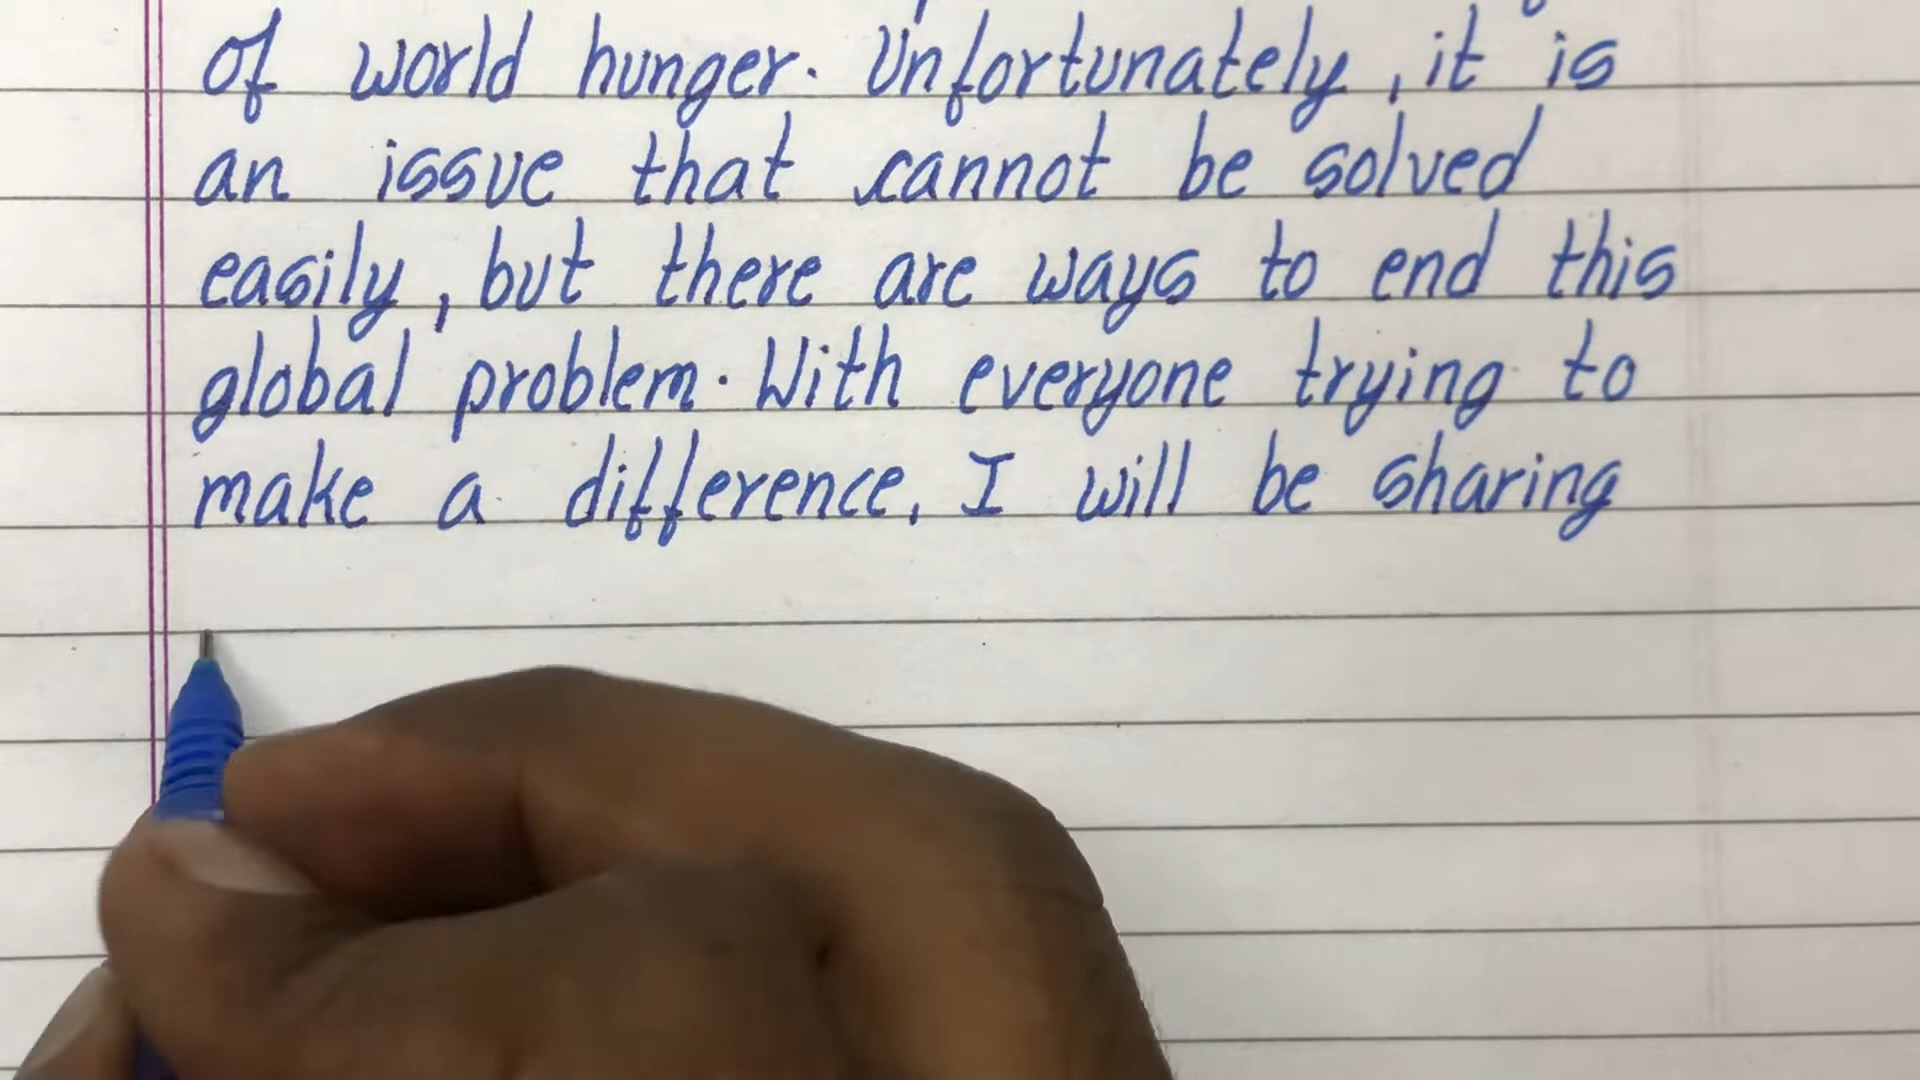 of world hunger. Unfortunately, it is
an issue that cannot be solved
easily, but there are ways to end this
global problem. With everyone trying to
make a difference, I will be sharing